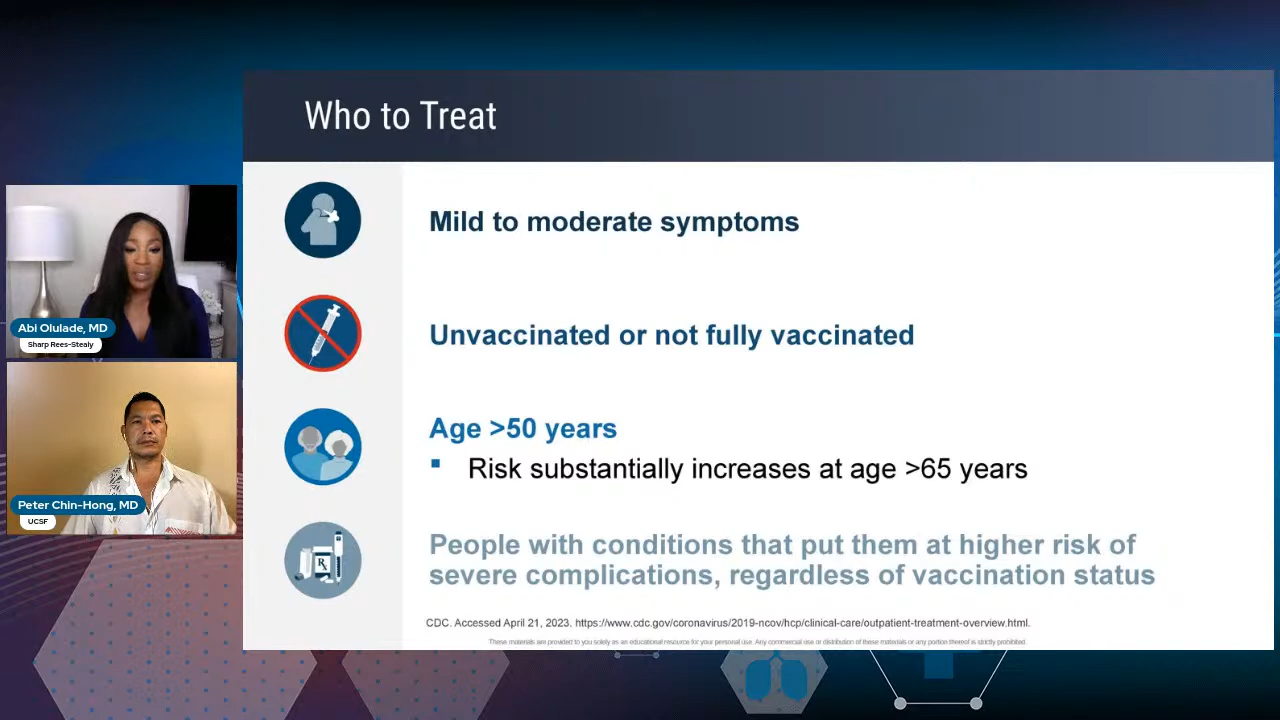 Who to Treat
Mild to moderate symptoms
Unvaccinated or not fully vaccinated
Age >50 years
Risk substantially increases at age >65 years
People with conditions that put them at higher risk of
severe complications, regardless of vaccination status
CDC. Accessed April 21, 2023. https://www.cdc.gov/coronavirus/2019-ncov/hcp/clinical-care/outpatient-treatment-overview.html.
These materials are provided to you solely as an educational resource for your personal use. Any commercial use or distribution of these materials or any portion thereof is strictly prohibited.
Abi Olulade, MD
Sharp Rees-Stealy
Peter Chin-Hong, MD
UCSF
Rx